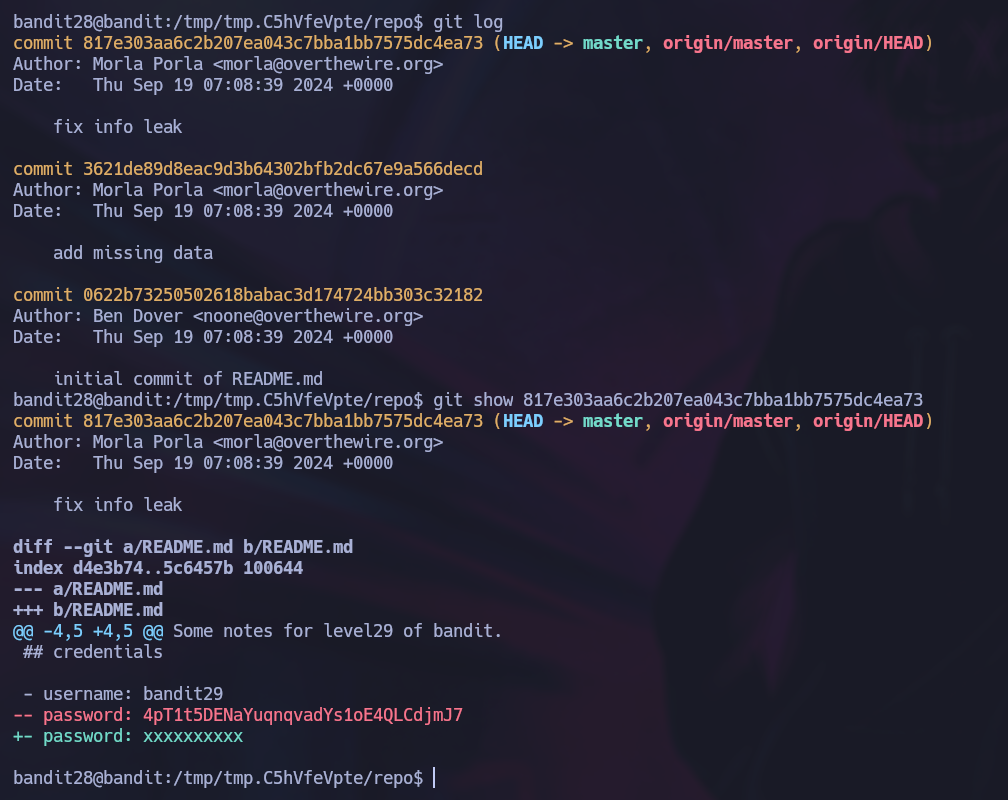 bandit28@bandit:/tmp/tmp.C5hVfeVpte/repo$ git log
commit 817e303aa6c2b207ea043c7bba1bb7575dc4ea73 (HEAD -> master, origin/master, origin/HEAD)
Author: Morla Porla <morla@overthewire.org>
Date:   Thu Sep 19 07:08:39 2024 +0000

    fix info leak

commit 3621de89d8eac9d3b64302bfb2dc67e9a566decd
Author: Morla Porla <morla@overthewire.org>
Date:   Thu Sep 19 07:08:39 2024 +0000

    add missing data

commit 0622b73250502618babac3d174724bb303c32182
Author: Ben Dover <noone@overthewire.org>
Date:   Thu Sep 19 07:08:39 2024 +0000

    initial commit of README.md
bandit28@bandit:/tmp/tmp.C5hVfeVpte/repo$ git show 817e303aa6c2b207ea043c7bba1bb7575dc4ea73
commit 817e303aa6c2b207ea043c7bba1bb7575dc4ea73 (HEAD -> master, origin/master, origin/HEAD)
Author: Morla Porla <morla@overthewire.org>
Date:   Thu Sep 19 07:08:39 2024 +0000

    fix info leak

diff --git a/README.md b/README.md
index d4e3b74..5c6457b 100644
--- a/README.md
+++ b/README.md
@@ -4,5 +4,5 @@ Some notes for level29 of bandit.
 ## credentials

 - username: bandit29
-- password: 4pT1t5DENaYuqnqvadYs1oE4QLCdjmJ7
+- password: xxxxxxxxxx

bandit28@bandit:/tmp/tmp.C5hVfeVpte/repo$